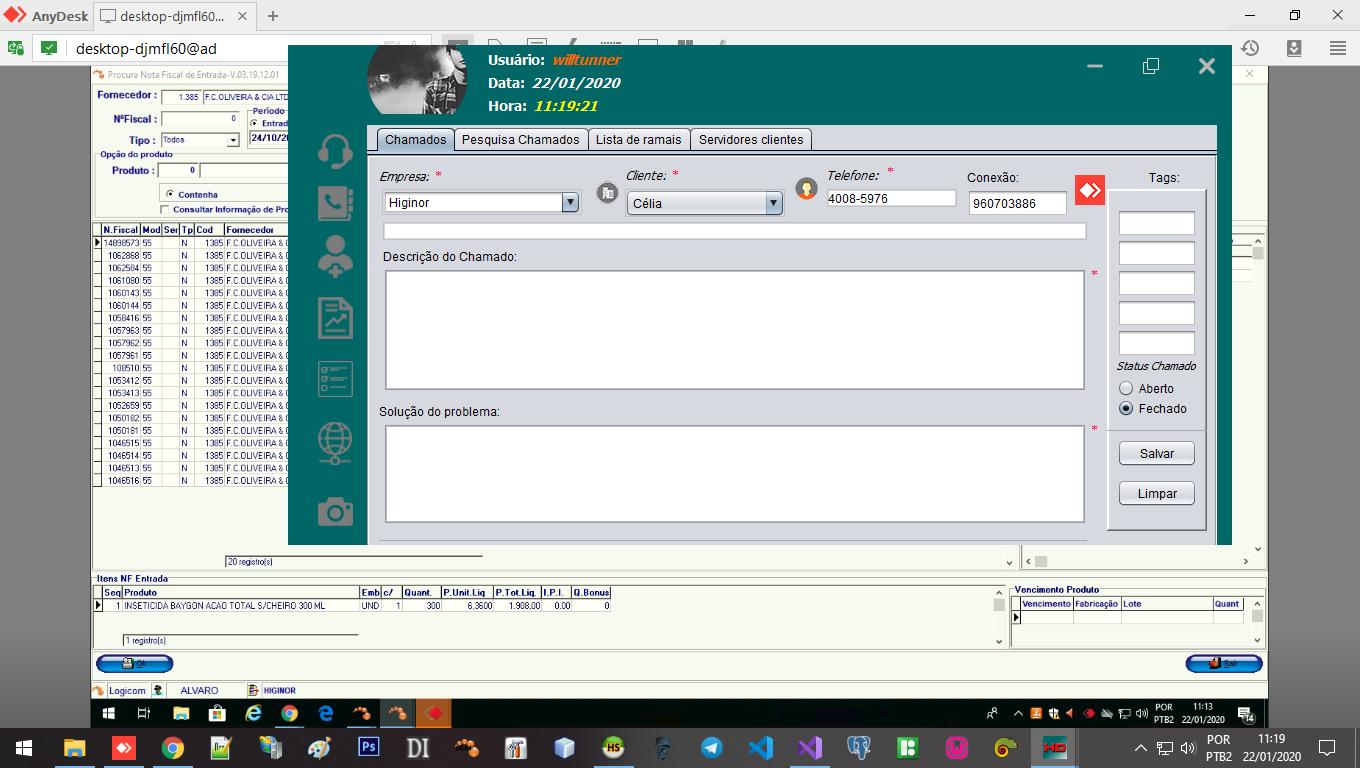 AnyDesk
desktop-djmfl60...
desktop-djmfl60@ad
Procura Nota Fiscal de Entrada-V.03.19.12.01
Fornecedor :
1.385
F.C.OLIVEIRA & CIA LTD
NºFiscal :
0
Periodo
Entrad
Tipo :
Todos
24/10/20
Opção do produto
Produto :
0
Contenha
Consultar Informação de Pro
N.Fiscal Mod Ser Tp Cod Fornecedor
14898573 55 N 1385 F.C.OLIVEIRA & C
1062868 55 N 1385 F.C.OLIVEIRA & C
1062584 55 N 1385 F.C.OLIVEIRA & C
1061080 55 N 1385 F.C.OLIVEIRA & C
1060143 55 N 1385 F.C.OLIVEIRA & C
1060144 55 N 1385 F.C.OLIVEIRA & C
1058416 55 N 1385 F.C.OLIVEIRA & C
1057963 55 N 1385 F.C.OLIVEIRA & C
1057962 55 N 1385 F.C.OLIVEIRA & C
1057961 55 N 1385 F.C.OLIVEIRA & C
108510 55 N 1385 F.C.OLIVEIRA & C
1053412 55 N 1385 F.C.OLIVEIRA & C
1053413 55 N 1385 F.C.OLIVEIRA & C
1052659 55 N 1385 F.C.OLIVEIRA & C
1050182 55 N 1385 F.C.OLIVEIRA & C
1050181 55 N 1385 F.C.OLIVEIRA & C
1046515 55 N 1385 F.C.OLIVEIRA & C
1046514 55 N 1385 F.C.OLIVEIRA & C
1046513 55 N 1385 F.C.OLIVEIRA & C
1046516 55 N 1385 F.C.OLIVEIRA & C
20 registro(s)
Usuário: willtunner
Data: 22/01/2020
Hora: 11:19:21
Chamados
Pesquisa Chamados
Lista de ramais
Servidores clientes
Empresa: *
Cliente: *
Telefone: *
Conexão:
Tags:
Higinor
Célia
4008-5976
960703886
Descrição do Chamado:
*
Status Chamado
Aberto
Fechado
Solução do problema:
*
Salvar
Limpar
Itens NF Entrada
Seq Produto Emb c/ Quant. P.Unit.Liq P.Tot.Liq. I.P.I. Q.Bonus
1 INSETICIDA BAYGON ACAO TOTAL S/CHEIRO 300 ML UND 1 300 6,3600 1.908,00 0,00 0
1 registro(s)
Vencimento Produto
Vencimento Fabricação Lote Quant
Ok
Sair
Logicom
ALVARO
HIGINOR
POR
PTB2
11:13
22/01/2020
14
Ps
DI
HS
HD
POR
PTB2
11:19
22/01/2020